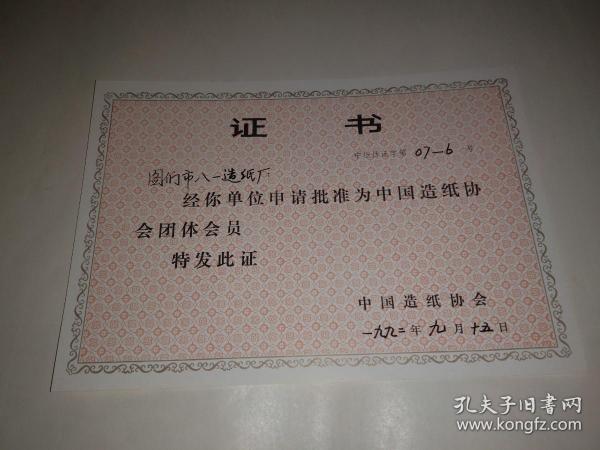 证 书
07—6 号
图们市八一造纸厂:
经你单位申请批准为中国造纸协
会团体会员
特发此证
中国造纸协会
一九九二年九月十五日
孔夫子旧书网
www.kongfz.com